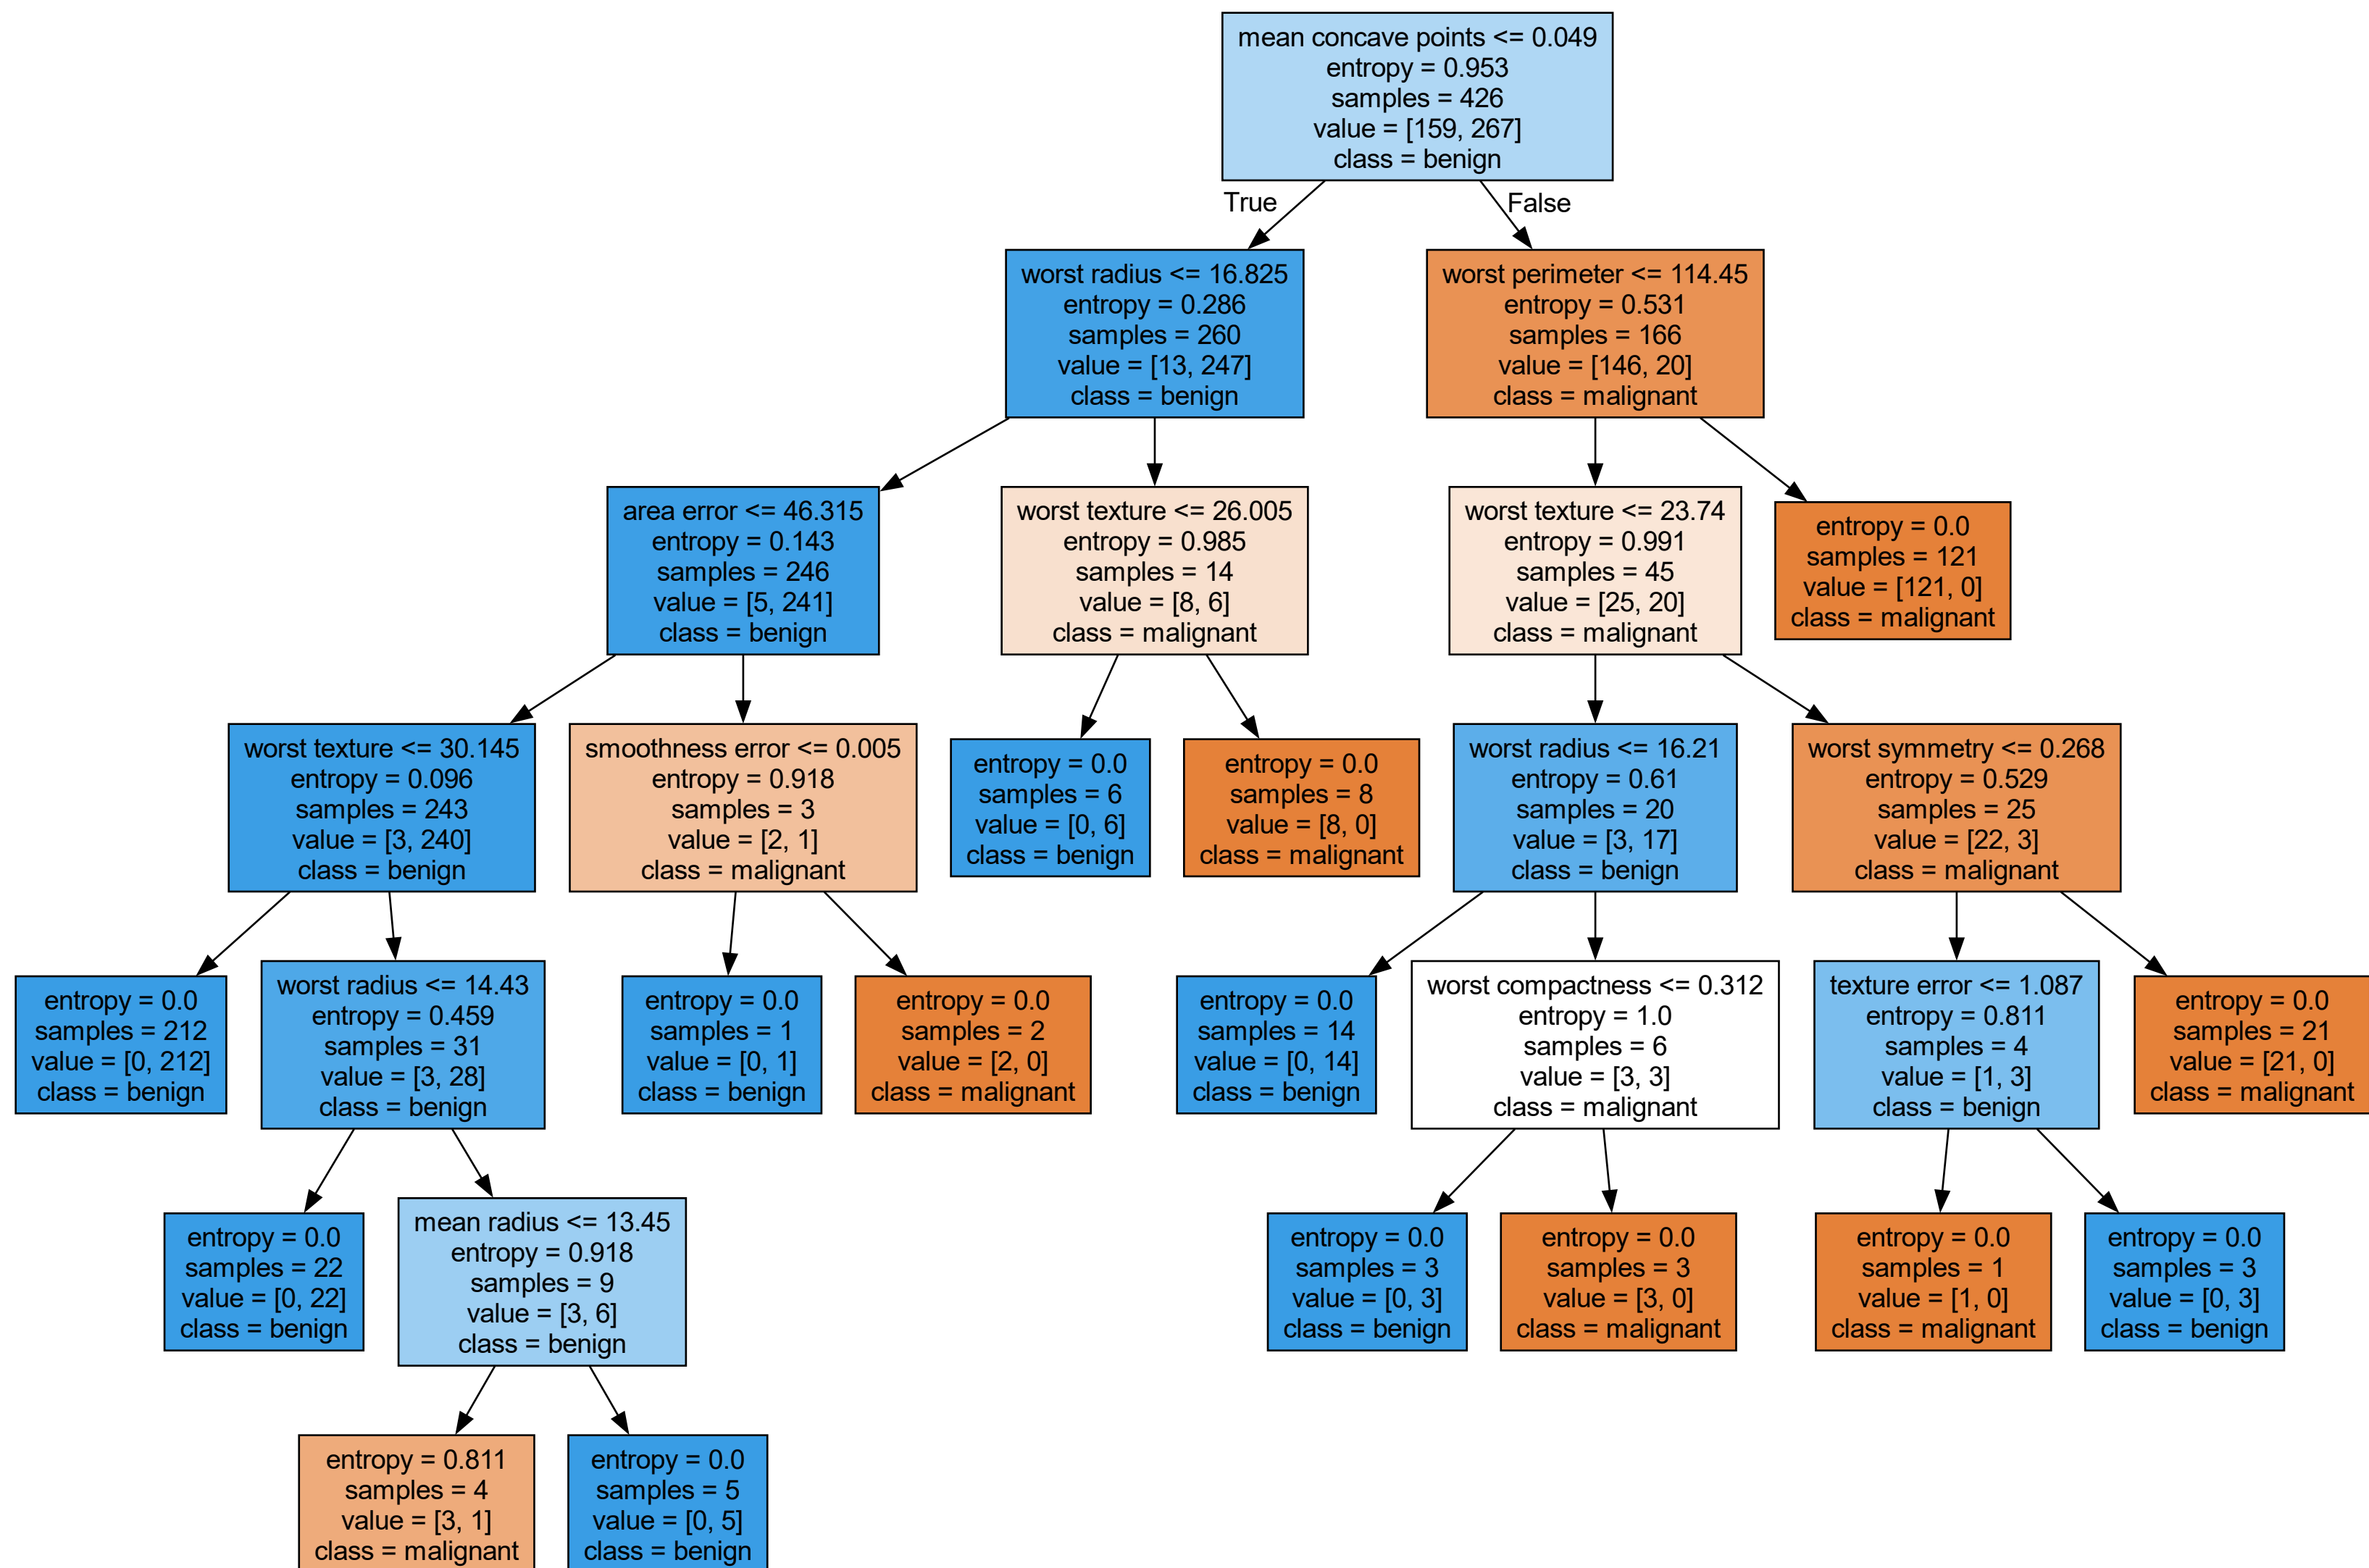 mean concave points <= 0.049
entropy = 0.953
samples = 426
value = [159, 267]
class = benign
True
False
worst radius <= 16.825
entropy = 0.286
samples = 260
value = [13, 247]
class = benign
worst perimeter <= 114.45
entropy = 0.531
samples = 166
value = [146, 20]
class = malignant
area error <= 46.315
entropy = 0.143
samples = 246
value = [5, 241]
class = benign
worst texture <= 26.005
entropy = 0.985
samples = 14
value = [8, 6]
class = malignant
worst texture <= 23.74
entropy = 0.991
samples = 45
value = [25, 20]
class = malignant
entropy = 0.0
samples = 121
value = [121, 0]
class = malignant
worst texture <= 30.145
entropy = 0.096
samples = 243
value = [3, 240]
class = benign
smoothness error <= 0.005
entropy = 0.918
samples = 3
value = [2, 1]
class = malignant
entropy = 0.0
samples = 6
value = [0, 6]
class = benign
entropy = 0.0
samples = 8
value = [8, 0]
class = malignant
worst radius <= 16.21
entropy = 0.61
samples = 20
value = [3, 17]
class = benign
worst symmetry <= 0.268
entropy = 0.529
samples = 25
value = [22, 3]
class = malignant
entropy = 0.0
samples = 212
value = [0, 212]
class = benign
worst radius <= 14.43
entropy = 0.459
samples = 31
value = [3, 28]
class = benign
entropy = 0.0
samples = 1
value = [0, 1]
class = benign
entropy = 0.0
samples = 2
value = [2, 0]
class = malignant
entropy = 0.0
samples = 14
value = [0, 14]
class = benign
worst compactness <= 0.312
entropy = 1.0
samples = 6
value = [3, 3]
class = malignant
texture error <= 1.087
entropy = 0.811
samples = 4
value = [1, 3]
class = benign
entropy = 0.0
samples = 21
value = [21, 0]
class = malignant
entropy = 0.0
samples = 22
value = [0, 22]
class = benign
mean radius <= 13.45
entropy = 0.918
samples = 9
value = [3, 6]
class = benign
entropy = 0.0
samples = 3
value = [0, 3]
class = benign
entropy = 0.0
samples = 3
value = [3, 0]
class = malignant
entropy = 0.0
samples = 1
value = [1, 0]
class = malignant
entropy = 0.0
samples = 3
value = [0, 3]
class = benign
entropy = 0.811
samples = 4
value = [3, 1]
class = malignant
entropy = 0.0
samples = 5
value = [0, 5]
class = benign